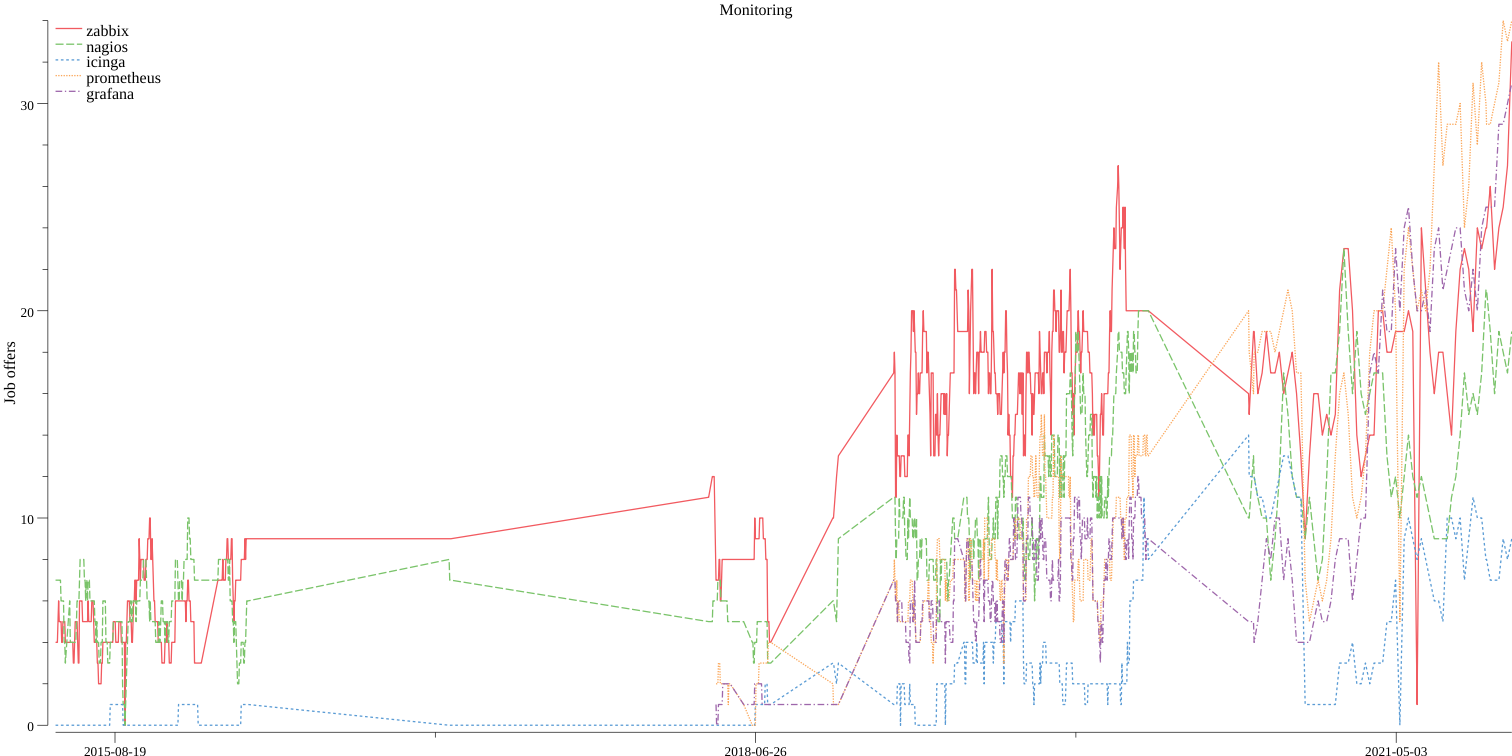 Monitoring
zabbix
nagios
icinga
prometheus
grafana
30
20
10
0
Job offers
2015-08-19
2018-06-26
2021-05-03